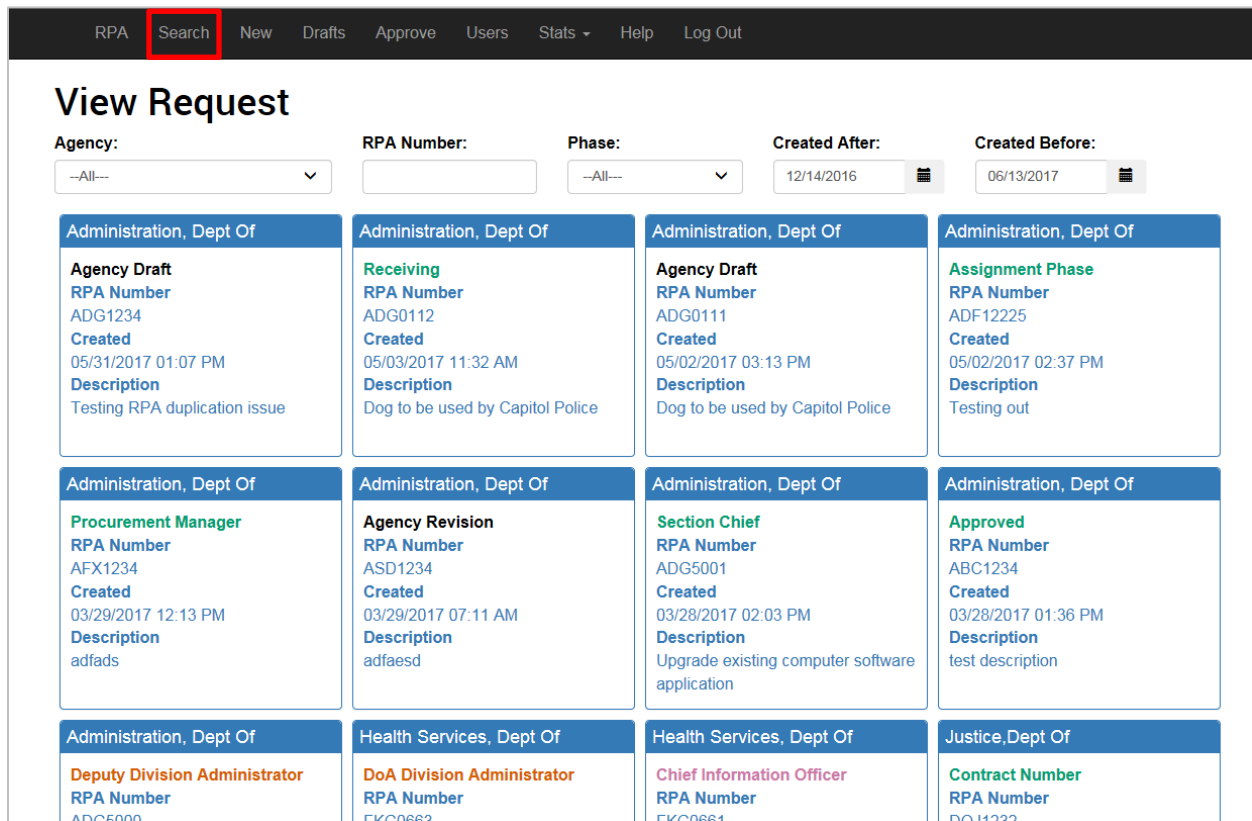 RPA Search New Drafts Approve Users Stats Help Log Out
View Request
Agency: RPA Number: Phase: Created After: Created Before:
--All--- --All--- 12/14/2016 06/13/2017
Administration, Dept Of
Agency Draft
RPA Number
ADG1234
Created
05/31/2017 01:07 PM
Description
Testing RPA duplication issue
Administration, Dept Of
Receiving
RPA Number
ADG0112
Created
05/03/2017 11:32 AM
Description
Dog to be used by Capitol Police
Administration, Dept Of
Agency Draft
RPA Number
ADG0111
Created
05/02/2017 03:13 PM
Description
Dog to be used by Capitol Police
Administration, Dept Of
Assignment Phase
RPA Number
ADF12225
Created
05/02/2017 02:37 PM
Description
Testing out
Administration, Dept Of
Procurement Manager
RPA Number
AFX1234
Created
03/29/2017 12:13 PM
Description
adfads
Administration, Dept Of
Agency Revision
RPA Number
ASD1234
Created
03/29/2017 07:11 AM
Description
adfaesd
Administration, Dept Of
Section Chief
RPA Number
ADG5001
Created
03/28/2017 02:03 PM
Description
Upgrade existing computer software
application
Administration, Dept Of
Approved
RPA Number
ABC1234
Created
03/28/2017 01:36 PM
Description
test description
Administration, Dept Of
Deputy Division Administrator
RPA Number
Health Services, Dept Of
DoA Division Administrator
RPA Number
Health Services, Dept Of
Chief Information Officer
RPA Number
Justice,Dept Of
Contract Number
RPA Number